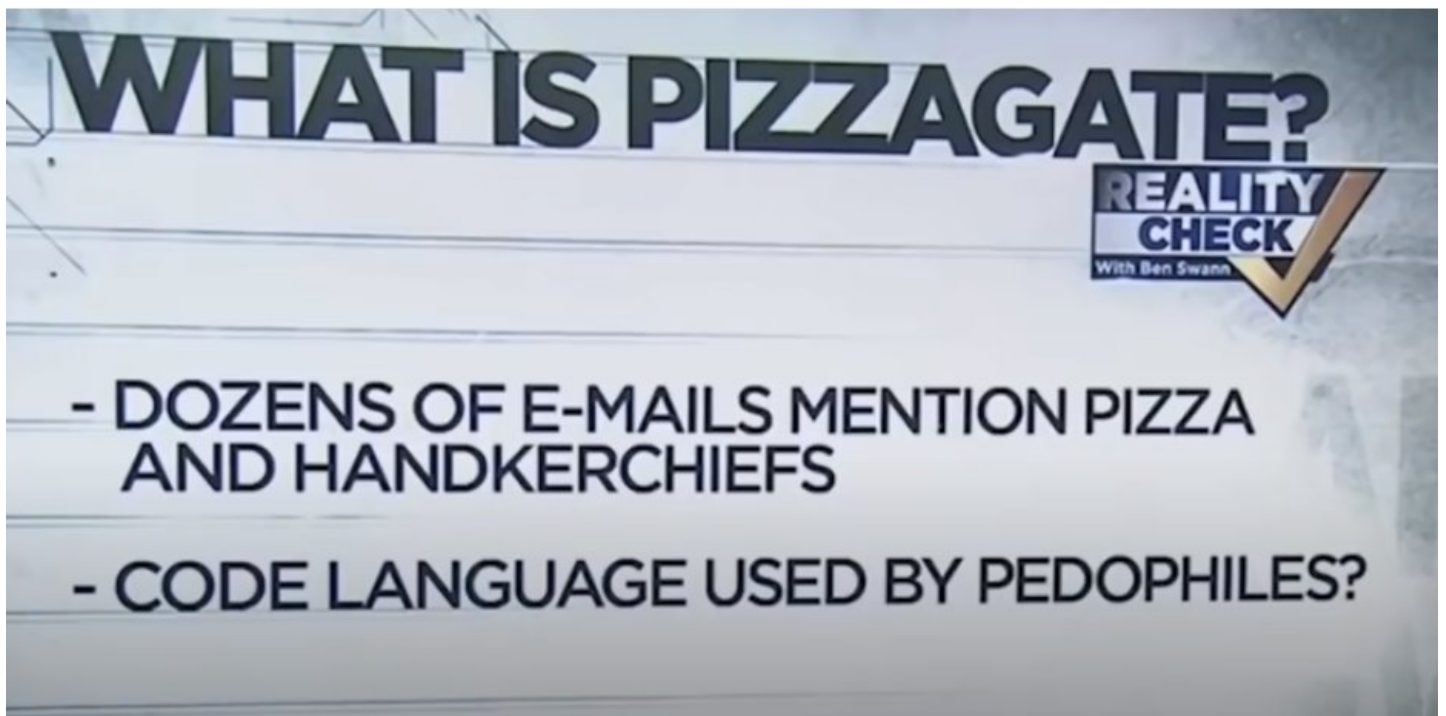 WHAT IS PIZZAGATE?
REALITY
CHECK
With Ben Swann
- DOZENS OF E-MAILS MENTION PIZZA
AND HANDKERCHIEFS
- CODE LANGUAGE USED BY PEDOPHILES?